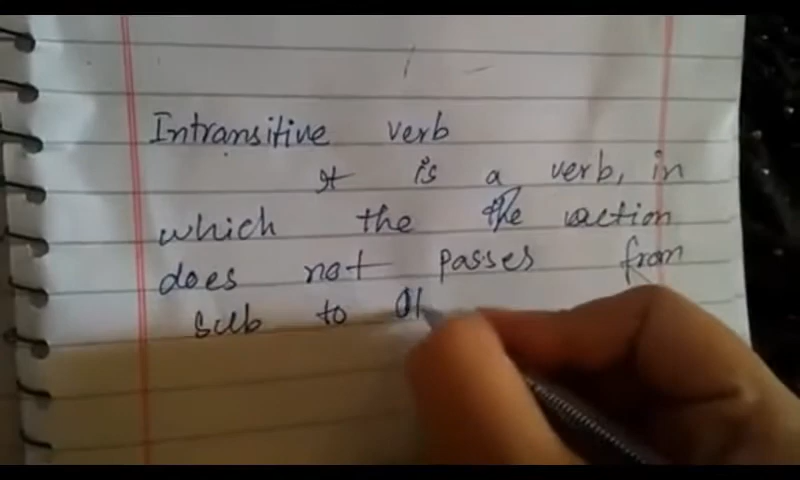 Intransitive verb
It is a verb, in
which the the action
does not passes from
sub to